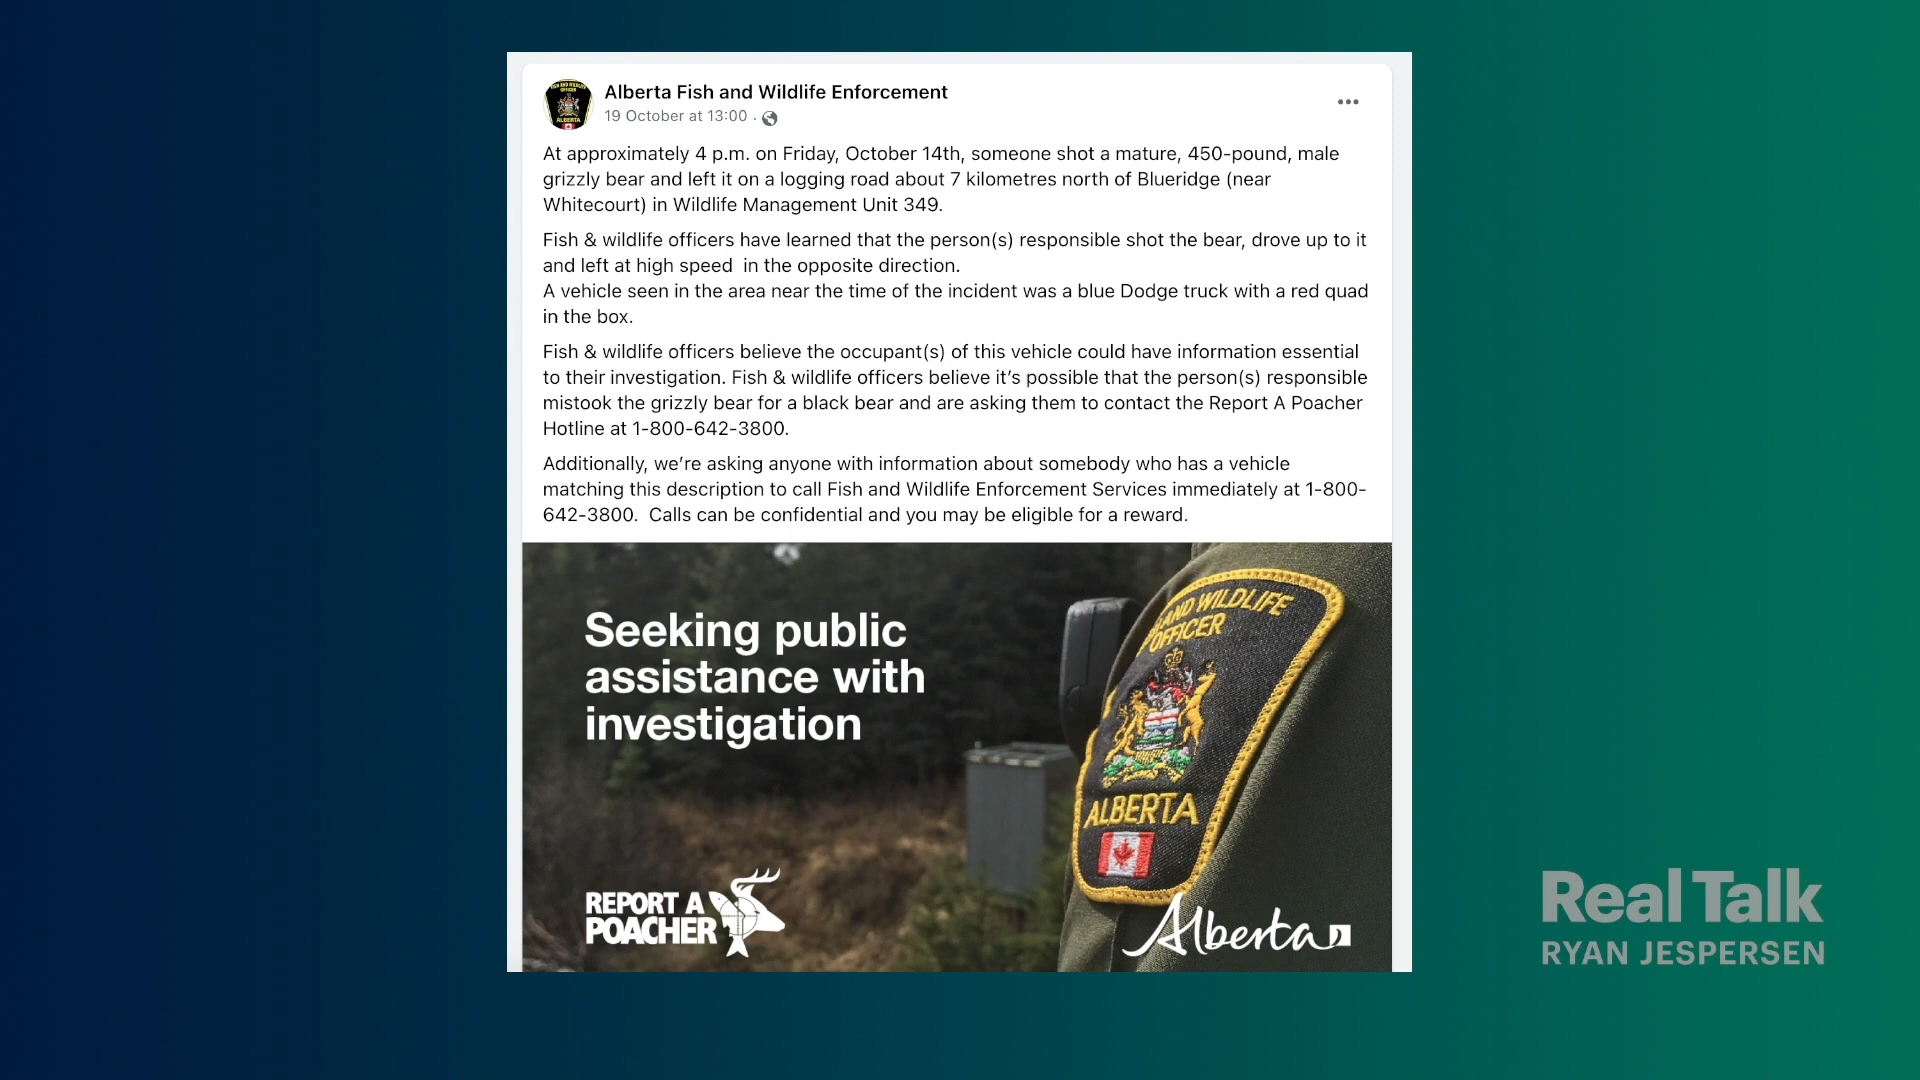 Alberta Fish and Wildlife Enforcement
19 October at 13:00 ·
At approximately 4 p.m. on Friday, October 14th, someone shot a mature, 450-pound, male
grizzly bear and left it on a logging road about 7 kilometres north of Blueridge (near
Whitecourt) in Wildlife Management Unit 349.
Fish & wildlife officers have learned that the person(s) responsible shot the bear, drove up to it
and left at high speed  in the opposite direction.
A vehicle seen in the area near the time of the incident was a blue Dodge truck with a red quad
in the box.
Fish & wildlife officers believe the occupant(s) of this vehicle could have information essential
to their investigation. Fish & wildlife officers believe it’s possible that the person(s) responsible
mistook the grizzly bear for a black bear and are asking them to contact the Report A Poacher
Hotline at 1-800-642-3800.
Additionally, we’re asking anyone with information about somebody who has a vehicle
matching this description to call Fish and Wildlife Enforcement Services immediately at 1-800-
642-3800.  Calls can be confidential and you may be eligible for a reward.
Seeking public
assistance with
investigation
AND WILDLIFE
OFFICER
ALBERTA
REPORT A
POACHER
Alberta
Real Talk
RYAN JESPERSEN